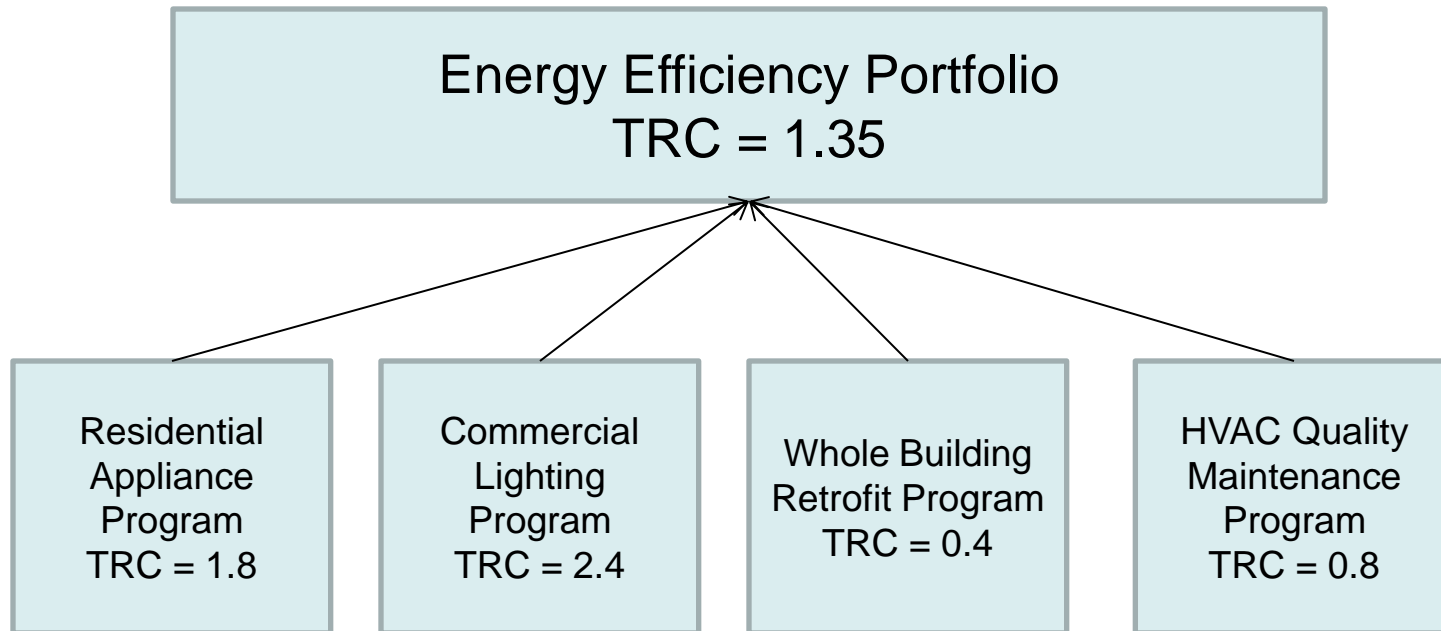 Energy Efficiency Portfolio
TRC = 1.35
Residential
Appliance
Program
TRC = 1.8
Commercial
Lighting
Program
TRC = 2.4
Whole Building
Retrofit Program
TRC = 0.4
HVAC Quality
Maintenance
Program
TRC = 0.8